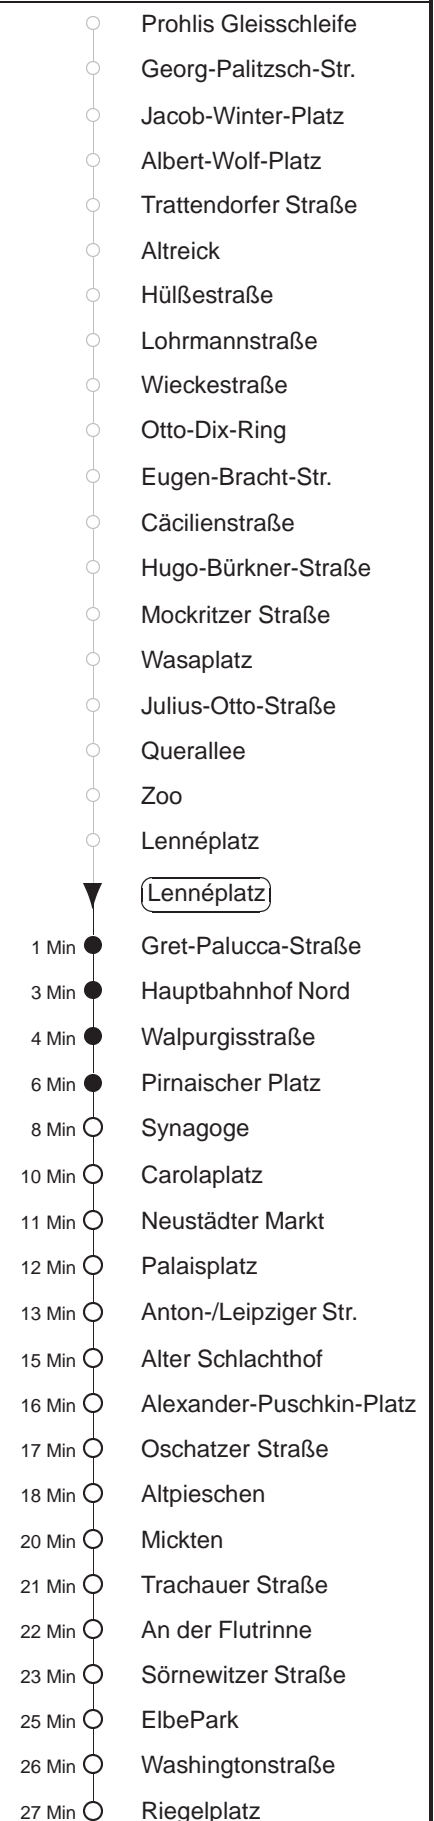 Prohlis Gleisschleife
Georg-Palitzsch-Str.
Jacob-Winter-Platz
Albert-Wolf-Platz
Trattendorfer Straße
Altreick
Hülßestraße
Lohrmannstraße
Wieckestraße
Otto-Dix-Ring
Eugen-Bracht-Str.
Cäcilienstraße
Hugo-Bürkner-Straße
Mockritzer Straße
Wasaplatz
Julius-Otto-Straße
Querallee
Zoo
Lennéplatz
Lennéplatz
1 Min Gret-Palucca-Straße
3 Min Hauptbahnhof Nord
4 Min Walpurgisstraße
6 Min Pirnaischer Platz
8 Min Synagoge
10 Min Carolaplatz
11 Min Neustädter Markt
12 Min Palaisplatz
13 Min Anton-/Leipziger Str.
15 Min Alter Schlachthof
16 Min Alexander-Puschkin-Platz
17 Min Oschatzer Straße
18 Min Altpieschen
20 Min Mickten
21 Min Trachauer Straße
22 Min An der Flutrinne
23 Min Sörnewitzer Straße
25 Min ElbePark
26 Min Washingtonstraße
27 Min Riegelplatz